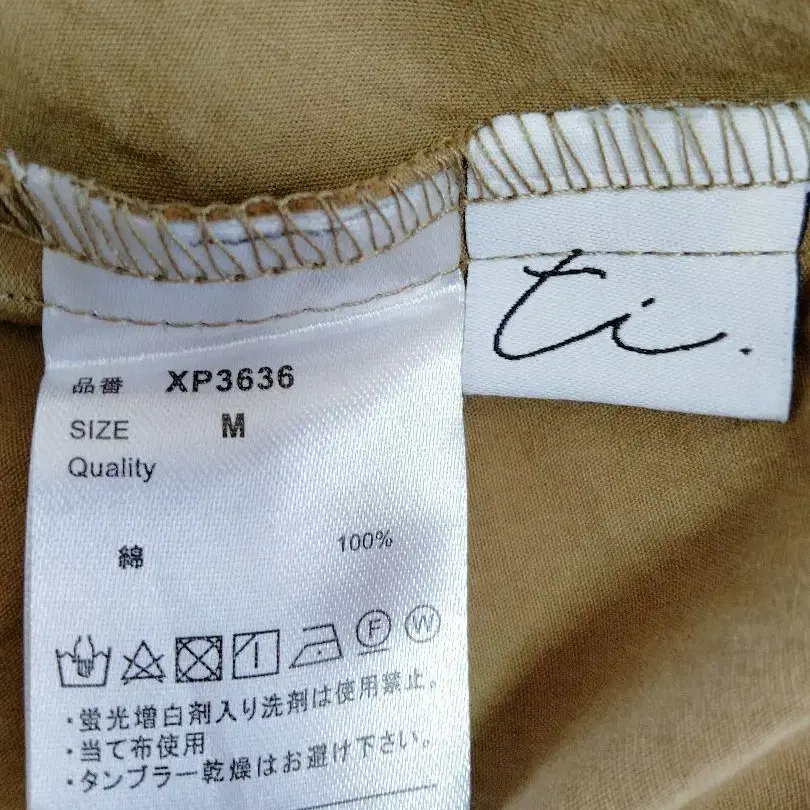 ti.
品番 XP3636
SIZE M
Quality
綿 100%
F W
・蛍光増白剤入り洗剤は使用禁止。
・当て布使用
・タンブラー乾燥はお避け下さい。